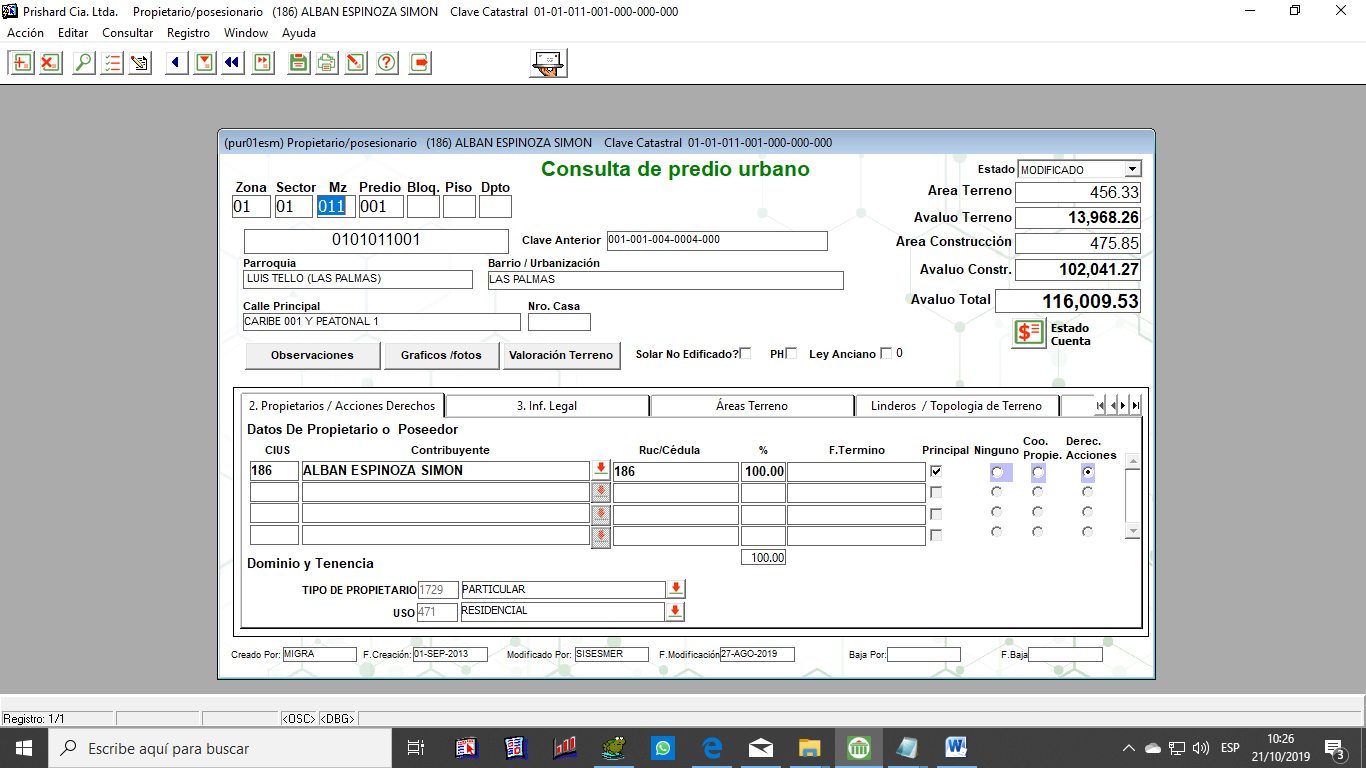 Prishard Cia. Ltda. Propietario/posesionario (186) ALBAN ESPINOZA SIMON Clave Catastral 01-01-011-001-000-000-000
Acción Editar Consultar Registro Window Ayuda
(pur01esm) Propietario/posesionario (186) ALBAN ESPINOZA SIMON Clave Catastral 01-01-011-001-000-000-000
Consulta de predio urbano
Estado MODIFICADO
Zona Sector Mz Predio Bloq. Piso Dpto
01 01 011 001
Area Terreno 456.33
Avaluo Terreno 13,968.26
0101011001 Clave Anterior 001-001-004-0004-000
Area Construcción 475.85
Parroquia Barrio / Urbanización
LUIS TELLO (LAS PALMAS) LAS PALMAS
Avaluo Constr. 102,041.27
Avaluo Total 116,009.53
Calle Principal Nro. Casa
CARIBE 001 Y PEATONAL 1
Estado
Cuenta
Observaciones Graficos /fotos Valoración Terreno Solar No Edificado? PH Ley Anciano 0
2. Propietarios / Acciones Derechos 3. Inf. Legal Áreas Terreno Linderos / Topologia de Terreno
Datos De Propietario o Poseedor
CIUS Contribuyente Ruc/Cédula % F.Termino Principal Ninguno Coo. Propie. Derec. Acciones
186 ALBAN ESPINOZA SIMON 186 100.00
100.00
Dominio y Tenencia
TIPO DE PROPIETARIO 1729 PARTICULAR
USO 471 RESIDENCIAL
Creado Por: MIGRA F.Creación: 01-SEP-2013 Modificado Por: SISESMER F.Modificación 27-AGO-2019 Baja Por: F.Baja
Registro: 1/1 <OSC> <DBG>
Escribe aquí para buscar
ESP
10:26
21/10/2019
3